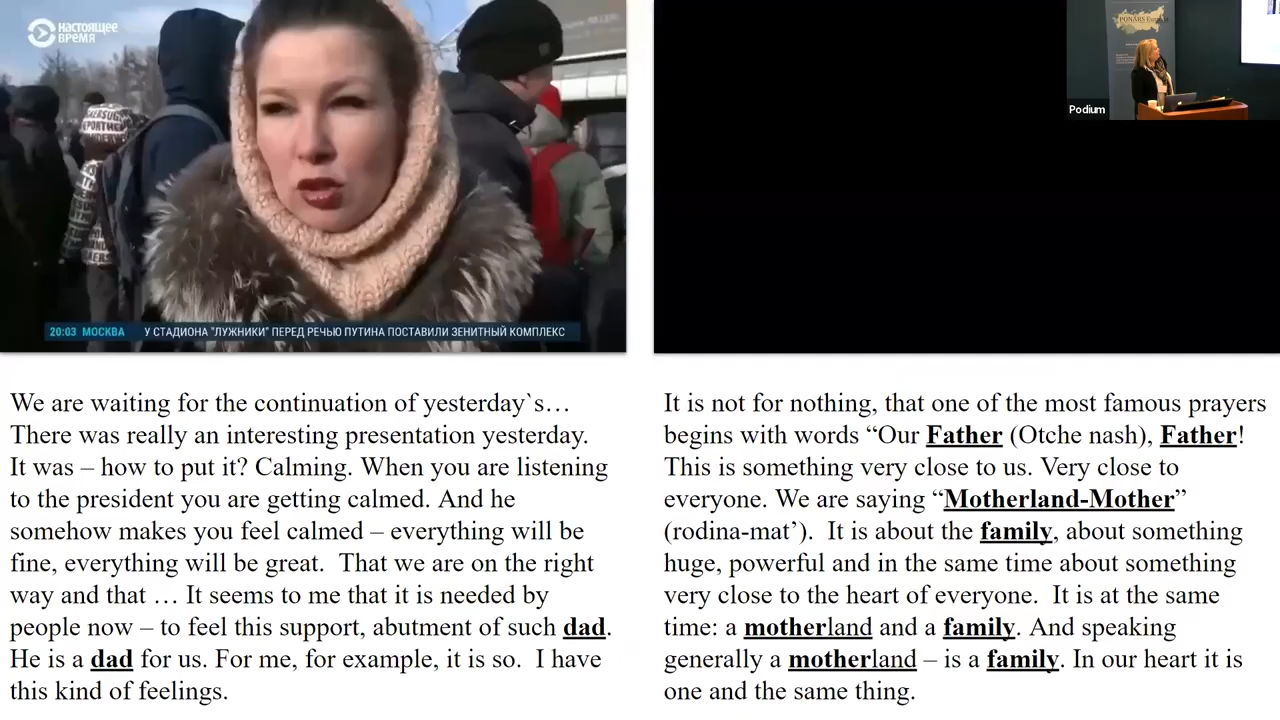 НАСТОЯЩЕЕ
ВРЕМЯ
20:03 МОСКВА У СТАДИОНА "ЛУЖНИКИ" ПЕРЕД РЕЧЬЮ ПУТИНА ПОСТАВИЛИ ЗЕНИТНЫЙ КОМПЛЕКС
We are waiting for the continuation of yesterday`s…
There was really an interesting presentation yesterday.
It was – how to put it? Calming. When you are listening
to the president you are getting calmed. And he
somehow makes you feel calmed – everything will be
fine, everything will be great.  That we are on the right
way and that … It seems to me that it is needed by
people now – to feel this support, abutment of such dad.
He is a dad for us. For me, for example, it is so.  I have
this kind of feelings.
PONARS Eurasia
Podium
It is not for nothing, that one of the most famous prayers
begins with words “Our Father (Otche nash), Father!
This is something very close to us. Very close to
everyone. We are saying “Motherland-Mother”
(rodina-mat’).  It is about the family, about something
huge, powerful and in the same time about something
very close to the heart of everyone.  It is at the same
time: a motherland and a family. And speaking
generally a motherland – is a family. In our heart it is
one and the same thing.